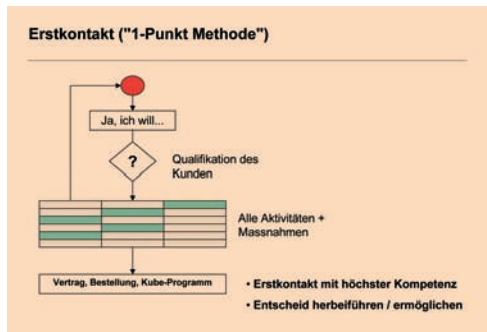 Erstkontakt ("1-Punkt Methode")
Ja, ich will...
?
Qualifikation des
Kunden
Alle Aktivitäten +
Massnahmen
Vertrag, Bestellung, Kube-Programm
• Erstkontakt mit höchster Kompetenz
• Entscheid herbeiführen / ermöglichen